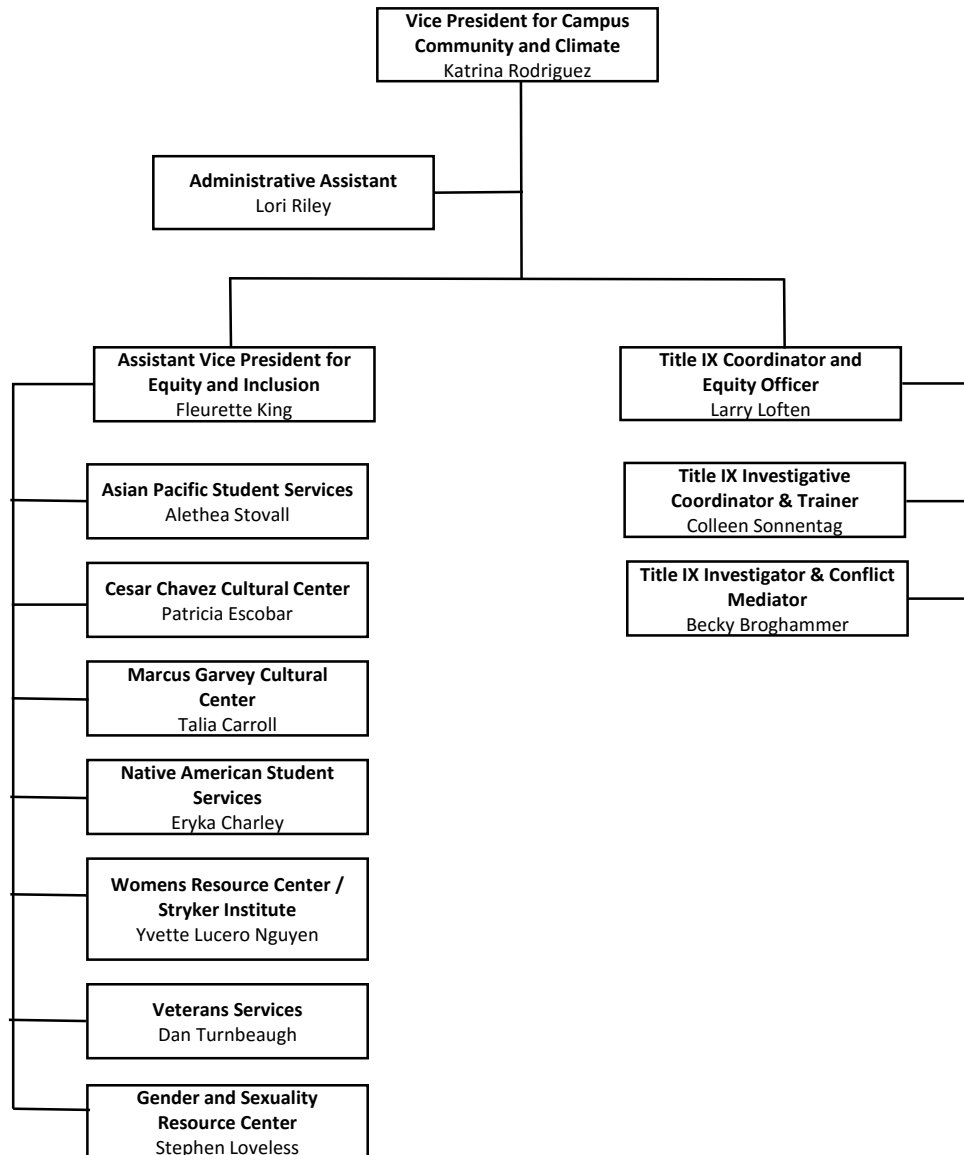 Vice President for Campus
Community and Climate
Katrina Rodriguez
Administrative Assistant
Lori Riley
Assistant Vice President for
Equity and Inclusion
Fleurette King
Asian Pacific Student Services
Alethea Stovall
Cesar Chavez Cultural Center
Patricia Escobar
Marcus Garvey Cultural
Center
Talia Carroll
Native American Student
Services
Eryka Charley
Womens Resource Center /
Stryker Institute
Yvette Lucero Nguyen
Veterans Services
Dan Turnbeaugh
Gender and Sexuality
Resource Center
Stephen Loveless
Title IX Coordinator and
Equity Officer
Larry Loften
Title IX Investigative
Coordinator & Trainer
Colleen Sonnentag
Title IX Investigator & Conflict
Mediator
Becky Broghammer